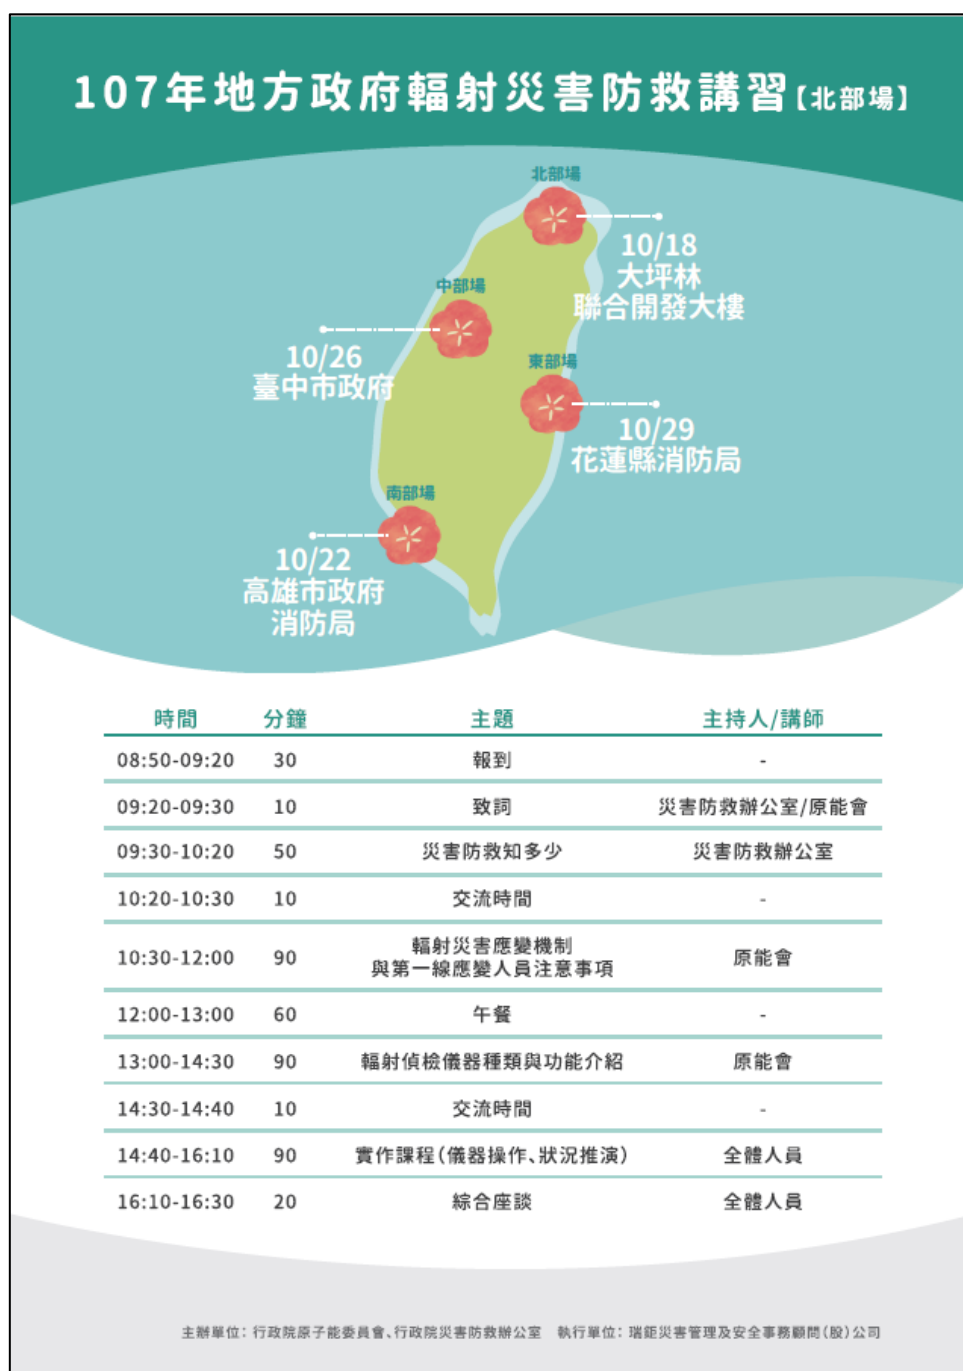 107年地方政府輻射災害防救講習【北部場】
北部場
10/18
大坪林
聯合開發大樓
中部場
10/26
臺中市政府
東部場
10/29
花蓮縣消防局
南部場
10/22
高雄市政府
消防局
時間 分鐘 主題 主持人/講師
08:50-09:20 30 報到 -
09:20-09:30 10 致詞 災害防救辦公室/原能會
09:30-10:20 50 災害防救知多少 災害防救辦公室
10:20-10:30 10 交流時間 -
10:30-12:00 90 輻射災害應變機制
與第一線應變人員注意事項 原能會
12:00-13:00 60 午餐 -
13:00-14:30 90 輻射偵檢儀器種類與功能介紹 原能會
14:30-14:40 10 交流時間 -
14:40-16:10 90 實作課程(儀器操作、狀況推演) 全體人員
16:10-16:30 20 綜合座談 全體人員
主辦單位：行政院原子能委員會、行政院災害防救辦公室 執行單位：瑞鉅災害管理及安全事務顧問(股)公司